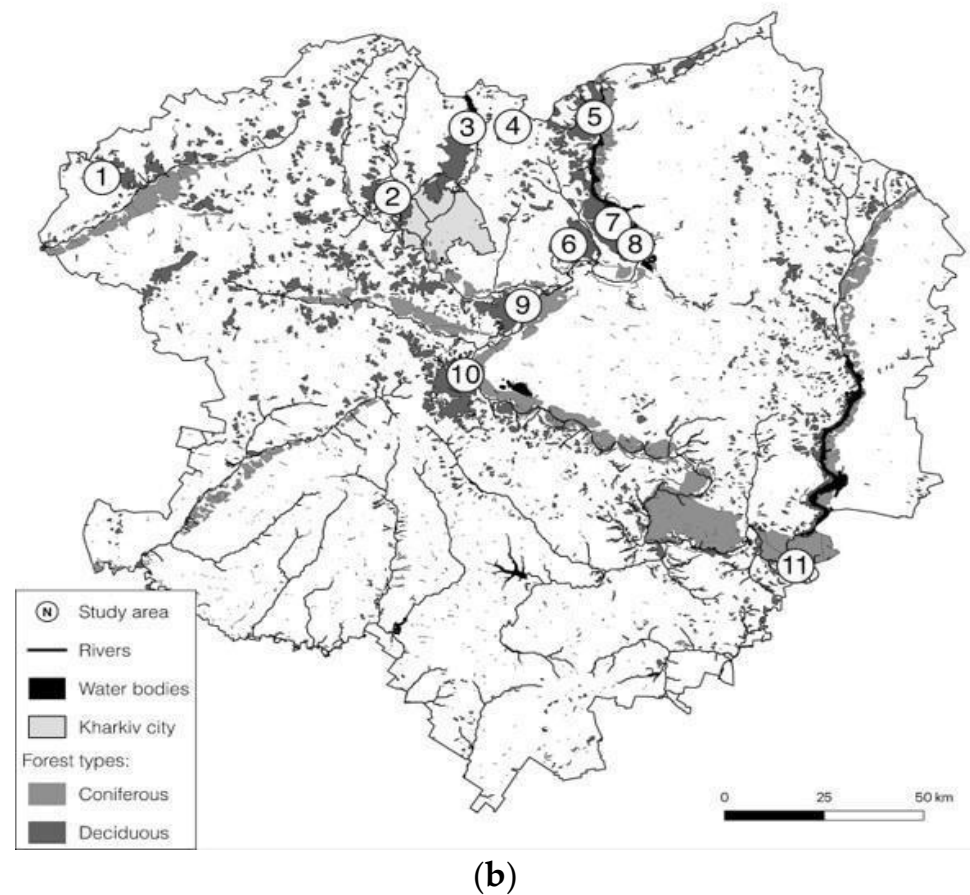 3
4
5
1
2
7
6
8
9
10
11
N Study area
Rivers
Water bodies
Kharkiv city
Forest types:
Coniferous
Deciduous
0 25 50 km
(b)